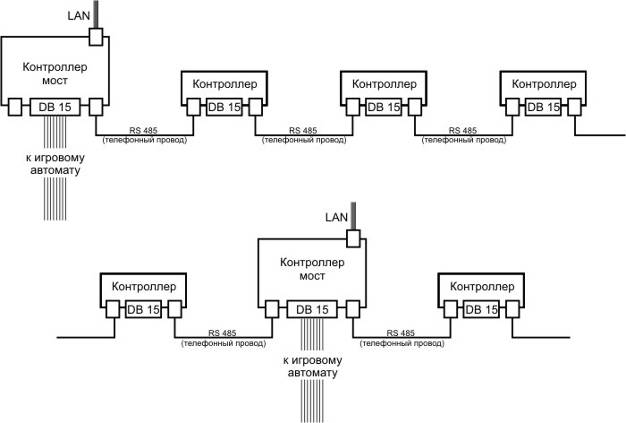 LAN
Контроллер
мост
DB 15
Контроллер
DB 15
Контроллер
DB 15
Контроллер
DB 15
RS 485
(телефонный провод)
RS 485
(телефонный провод)
RS 485
(телефонный провод)
к игровому
автомату
LAN
Контроллер
DB 15
Контроллер
мост
DB 15
Контроллер
DB 15
RS 485
(телефонный провод)
RS 485
(телефонный провод)
к игровому
автомату